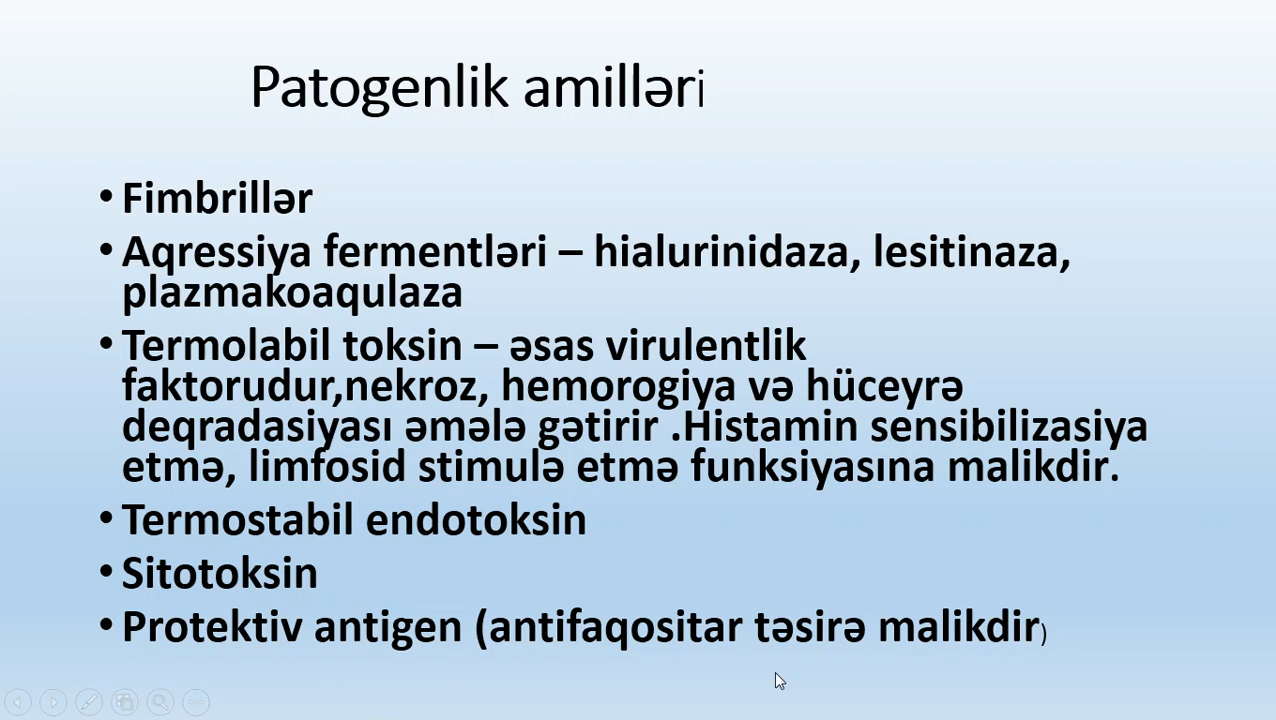 Patogenlik amilləri
• Fimbrillər
• Aqressiya fermentləri – hialurinidaza, lesitinaza,
plazmakoaqulaza
• Termolabil toksin – əsas virulentlik
faktorudur,nekroz, hemorogiya və hüceyrə
deqradasiyası əmələ gətirir .Histamin sensibilizasiya
etmə, limfosid stimulə etmə funksiyasına malikdir.
• Termostabil endotoksin
• Sitotoksin
• Protektiv antigen (antifaqositar təsirə malikdir)